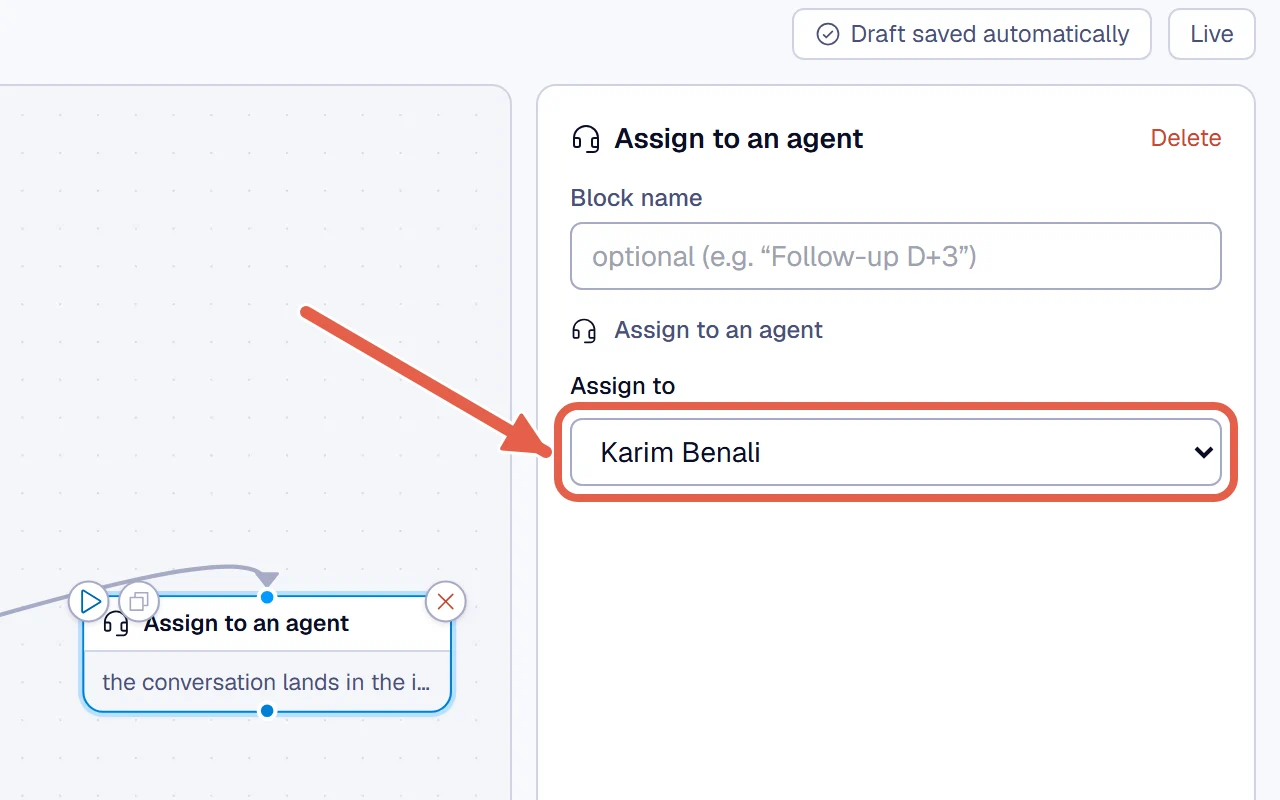 Draft saved automatically
Live
Assign to an agent
Delete
Block name
optional (e.g. “Follow-up D+3”)
Assign to an agent
Assign to
Karim Benali
Assign to an agent
the conversation lands in the i...